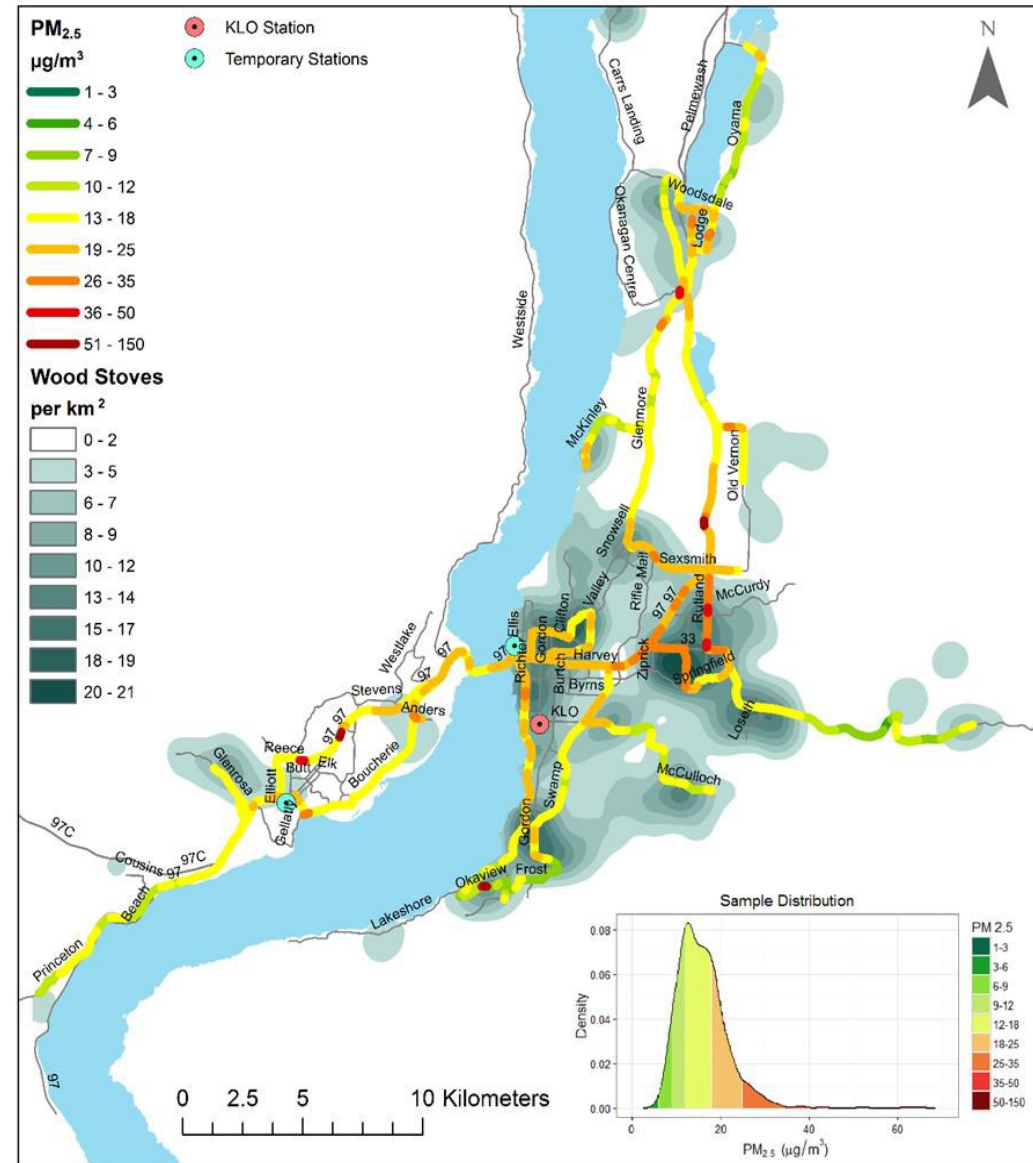 PM2.5
µg/m3
1 - 3
4 - 6
7 - 9
10 - 12
13 - 18
19 - 25
26 - 35
36 - 50
51 - 150
Wood Stoves
per km 2
0 - 2
3 - 5
6 - 7
8 - 9
10 - 12
13 - 14
15 - 17
18 - 19
20 - 21
KLO Station
Temporary Stations
N
Carrs Landing
Pelmewash
Oyama
Woodsdale
Lodge
Okanagan Centre
Westside
McKinley
Glenmore
Old Vernon
Snowsell
Sexsmith
Rifle
Mail
Valley
Clifton
Rutland
McCurdy
97 97
Ellis
Gordon
Richter
Burtch
Harvey
Byrns
Ziprick
33
Springfield
Loseth
KLO
97
Westlake
97
97
Stevens
Anders
97 97
Reece
Butt
Elk
Boucherie
Glenrosa
Elliott
Gellatly
Swamp
McCulloch
Gordon
97C
Cousins
97
97C
Beach
Okaview
Frost
Lakeshore
Princeton
97
0 2.5 5 10 Kilometers
Sample Distribution
Density
0.08
0.06
0.04
0.02
0.00
0
20
40
60
PM2.5 (µg/m3)
PM 2.5
1-3
3-6
6-9
9-12
12-18
18-25
25-35
35-50
50-150